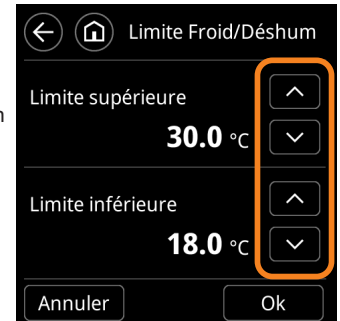 Limite Froid/Déshum
Limite supérieure
30.0 °C
Limite inférieure
18.0 °C
Annuler
Ok